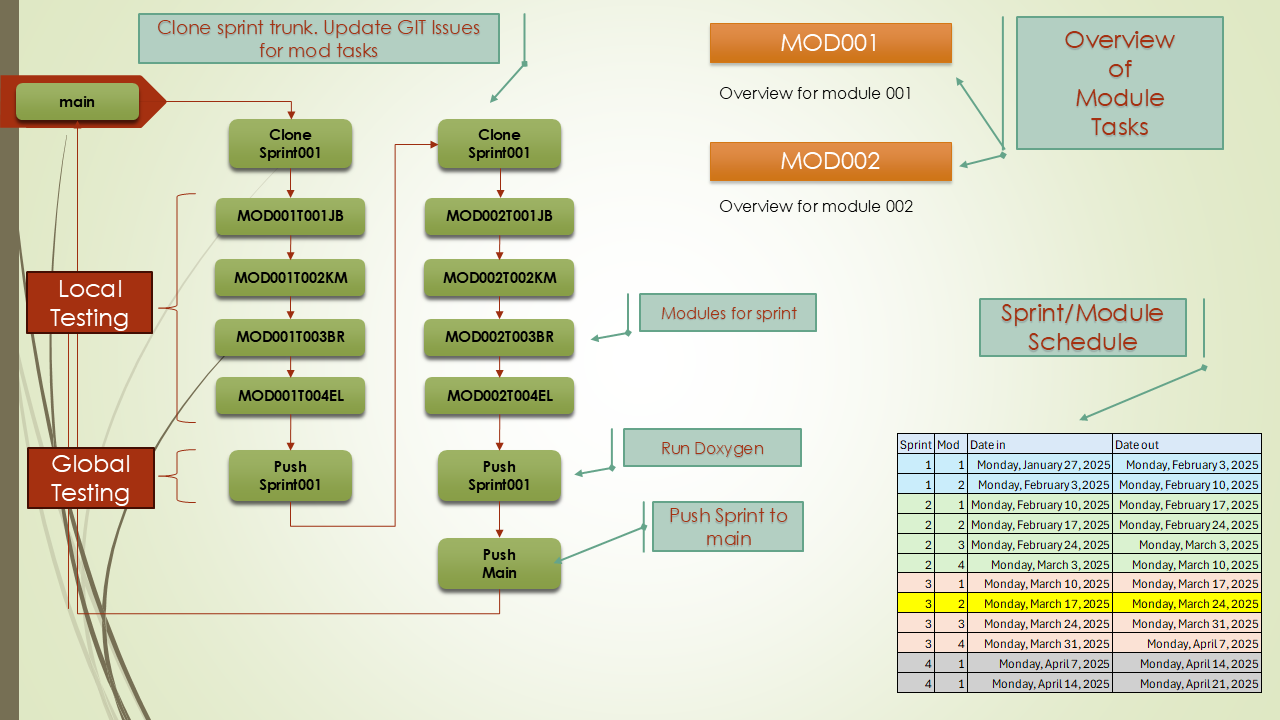 Clone sprint trunk. Update GIT Issues
for mod tasks
main
Clone
Sprint001
MOD001T001JB
MOD001T002KM
MOD001T003BR
MOD001T004EL
Push
Sprint001
Clone
Sprint001
MOD002T001JB
MOD002T002KM
MOD002T003BR
MOD002T004EL
Push
Sprint001
Push
Main
Local
Testing
Global
Testing
MOD001
Overview for module 001
MOD002
Overview for module 002
Overview
of
Module
Tasks
Modules for sprint
Run Doxygen
Push Sprint to
main
Sprint/Module
Schedule
Sprint Mod Date in Date out
1 1 Monday, January 27, 2025 Monday, February 3, 2025
1 2 Monday, February 3, 2025 Monday, February 10, 2025
2 1 Monday, February 10, 2025 Monday, February 17, 2025
2 2 Monday, February 17, 2025 Monday, February 24, 2025
2 3 Monday, February 24, 2025 Monday, March 3, 2025
2 4 Monday, March 3, 2025 Monday, March 10, 2025
3 1 Monday, March 10, 2025 Monday, March 17, 2025
3 2 Monday, March 17, 2025 Monday, March 24, 2025
3 3 Monday, March 24, 2025 Monday, March 31, 2025
3 4 Monday, March 31, 2025 Monday, April 7, 2025
4 1 Monday, April 7, 2025 Monday, April 14, 2025
4 1 Monday, April 14, 2025 Monday, April 21, 2025